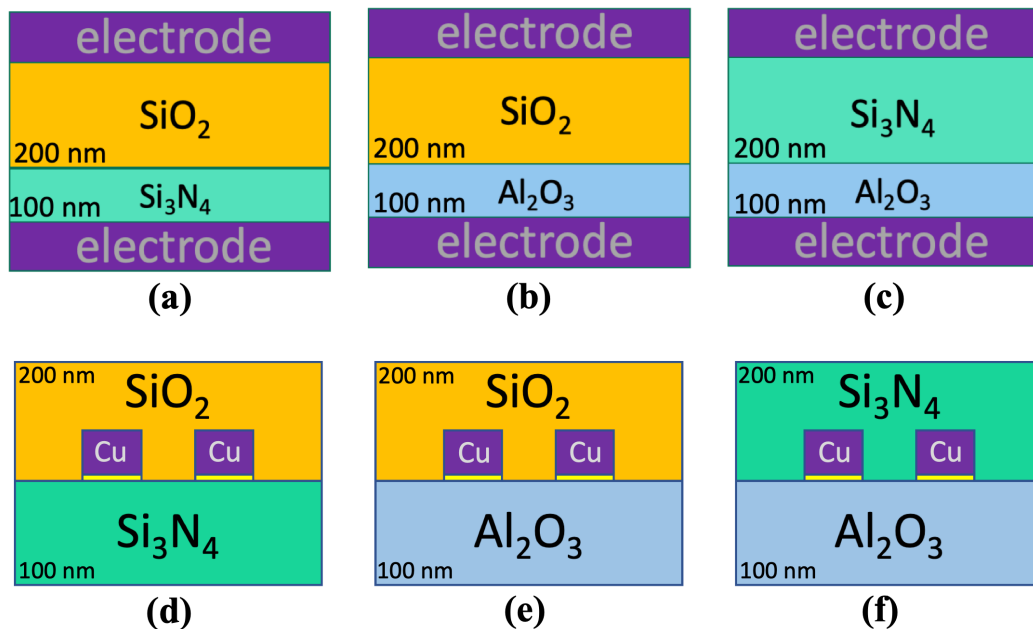 electrode electrode electrode
SiO2 SiO2 Si3N4
200 nm 200 nm 200 nm
100 nm Si3N4 100 nm Al2O3 100 nm Al2O3
electrode electrode electrode
(a) (b) (c)
200 nm SiO2 200 nm SiO2 200 nm Si3N4
Cu Cu Cu Cu Cu Cu
Si3N4 Al2O3 Al2O3
100 nm 100 nm 100 nm
(d) (e) (f)